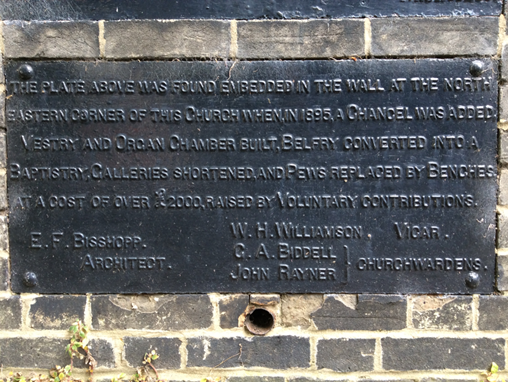 THE PLATE ABOVE WAS FOUND EMBEDDED IN THE WALL AT THE NORTH
EASTERN CORNER OF THIS CHURCH WHEN, IN 1895, A CHANCEL WAS ADDED,
VESTRY AND ORGAN CHAMBER BUILT, BELFRY CONVERTED INTO A
BAPTISTRY, GALLERIES SHORTENED, AND PEWS REPLACED BY BENCHES,
AT A COST OF OVER £2000, RAISED BY VOLUNTARY CONTRIBUTIONS.
E. F. BISSHOPP.
ARCHITECT.
W. H. WILLIAMSON VICAR.
G. A. BIDDELL
JOHN RAYNER
CHURCHWARDENS.